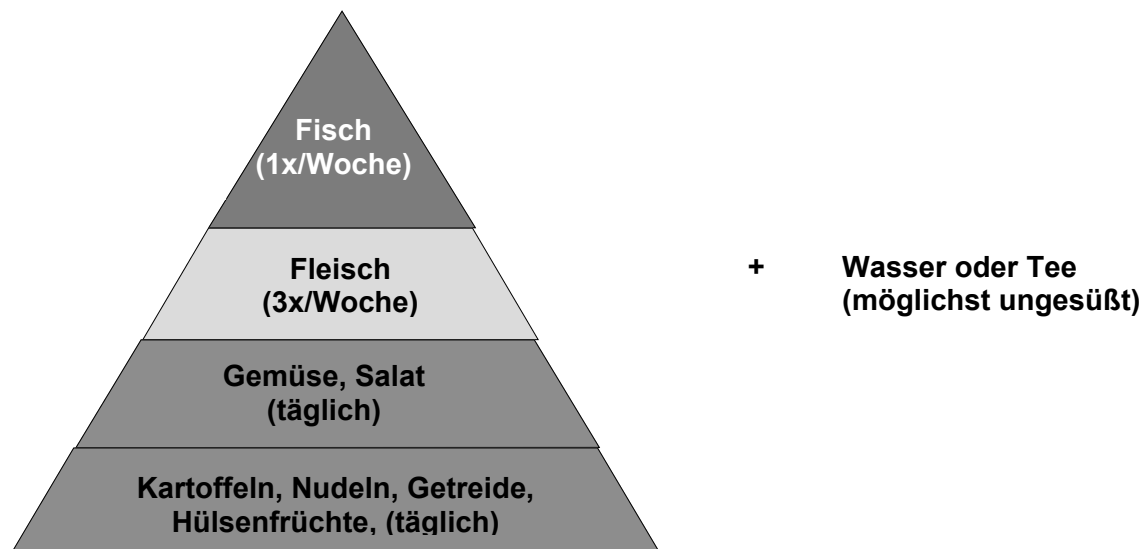 Fisch
(1x/Woche)
Fleisch
(3x/Woche)
+ Wasser oder Tee
(möglichst ungesüßt)
Gemüse, Salat
(täglich)
Kartoffeln, Nudeln, Getreide,
Hülsenfrüchte, (täglich)